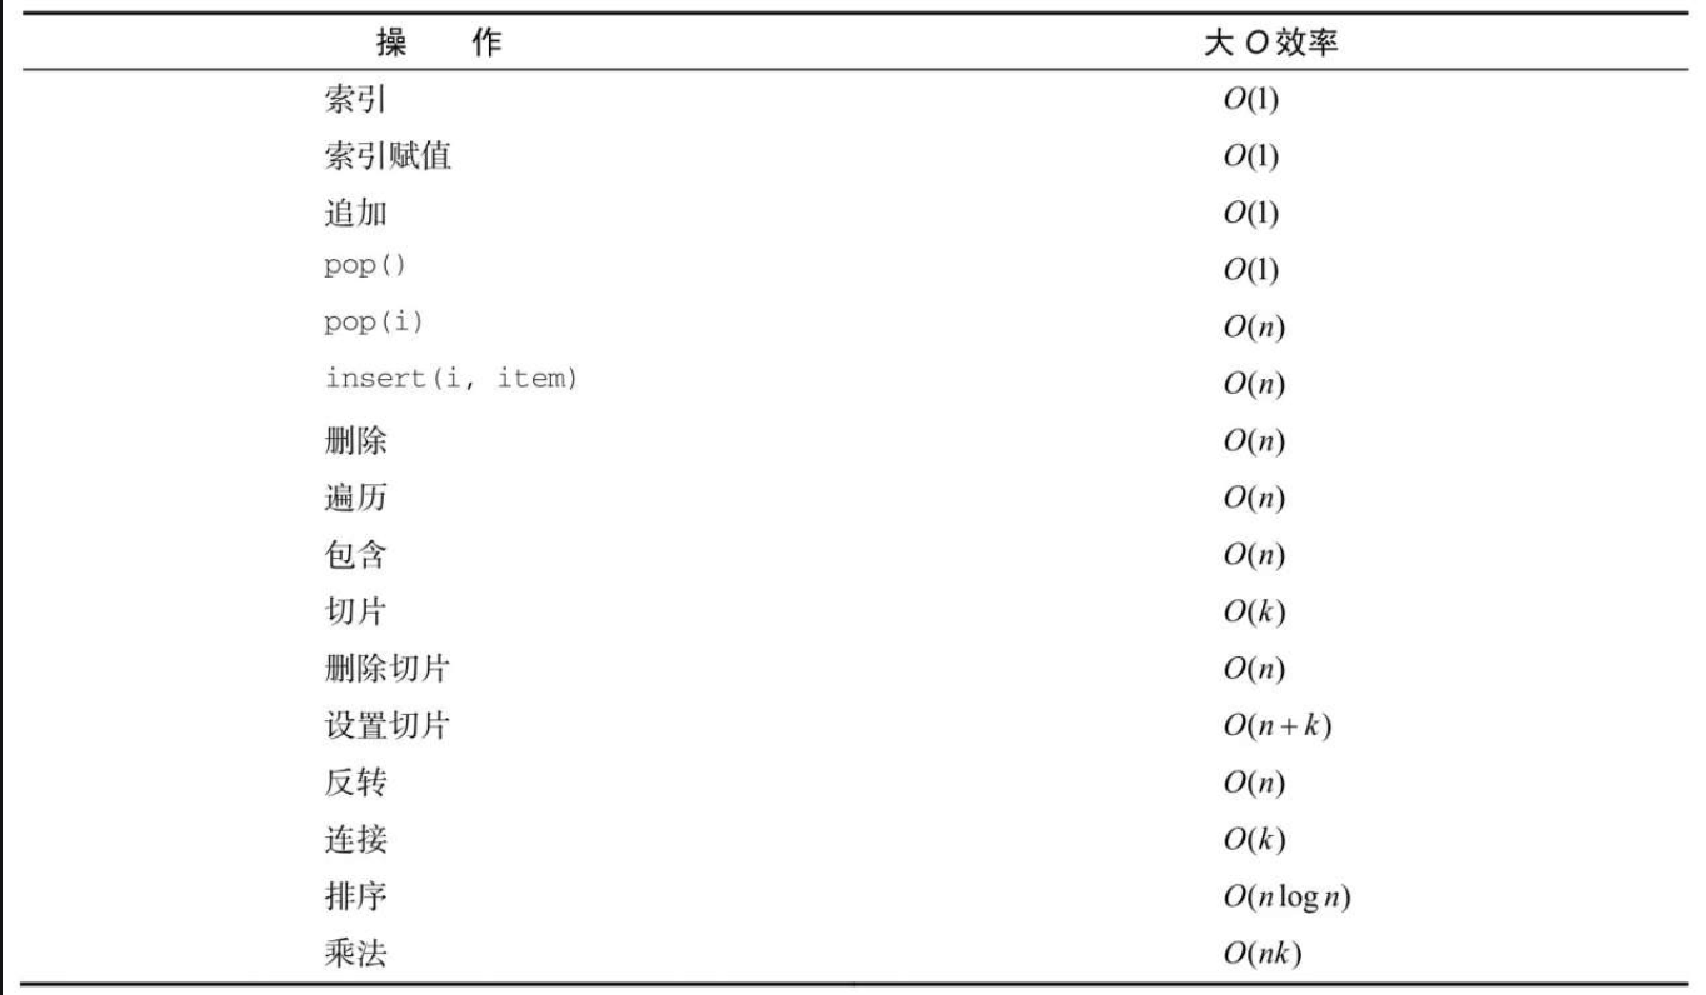 操 作 大 O 效率
索引 O(1)
索引赋值 O(1)
追加 O(1)
pop() O(1)
pop(i) O(n)
insert(i, item) O(n)
删除 O(n)
遍历 O(n)
包含 O(n)
切片 O(k)
删除切片 O(n)
设置切片 O(n+k)
反转 O(n)
连接 O(k)
排序 O(n log n)
乘法 O(nk)